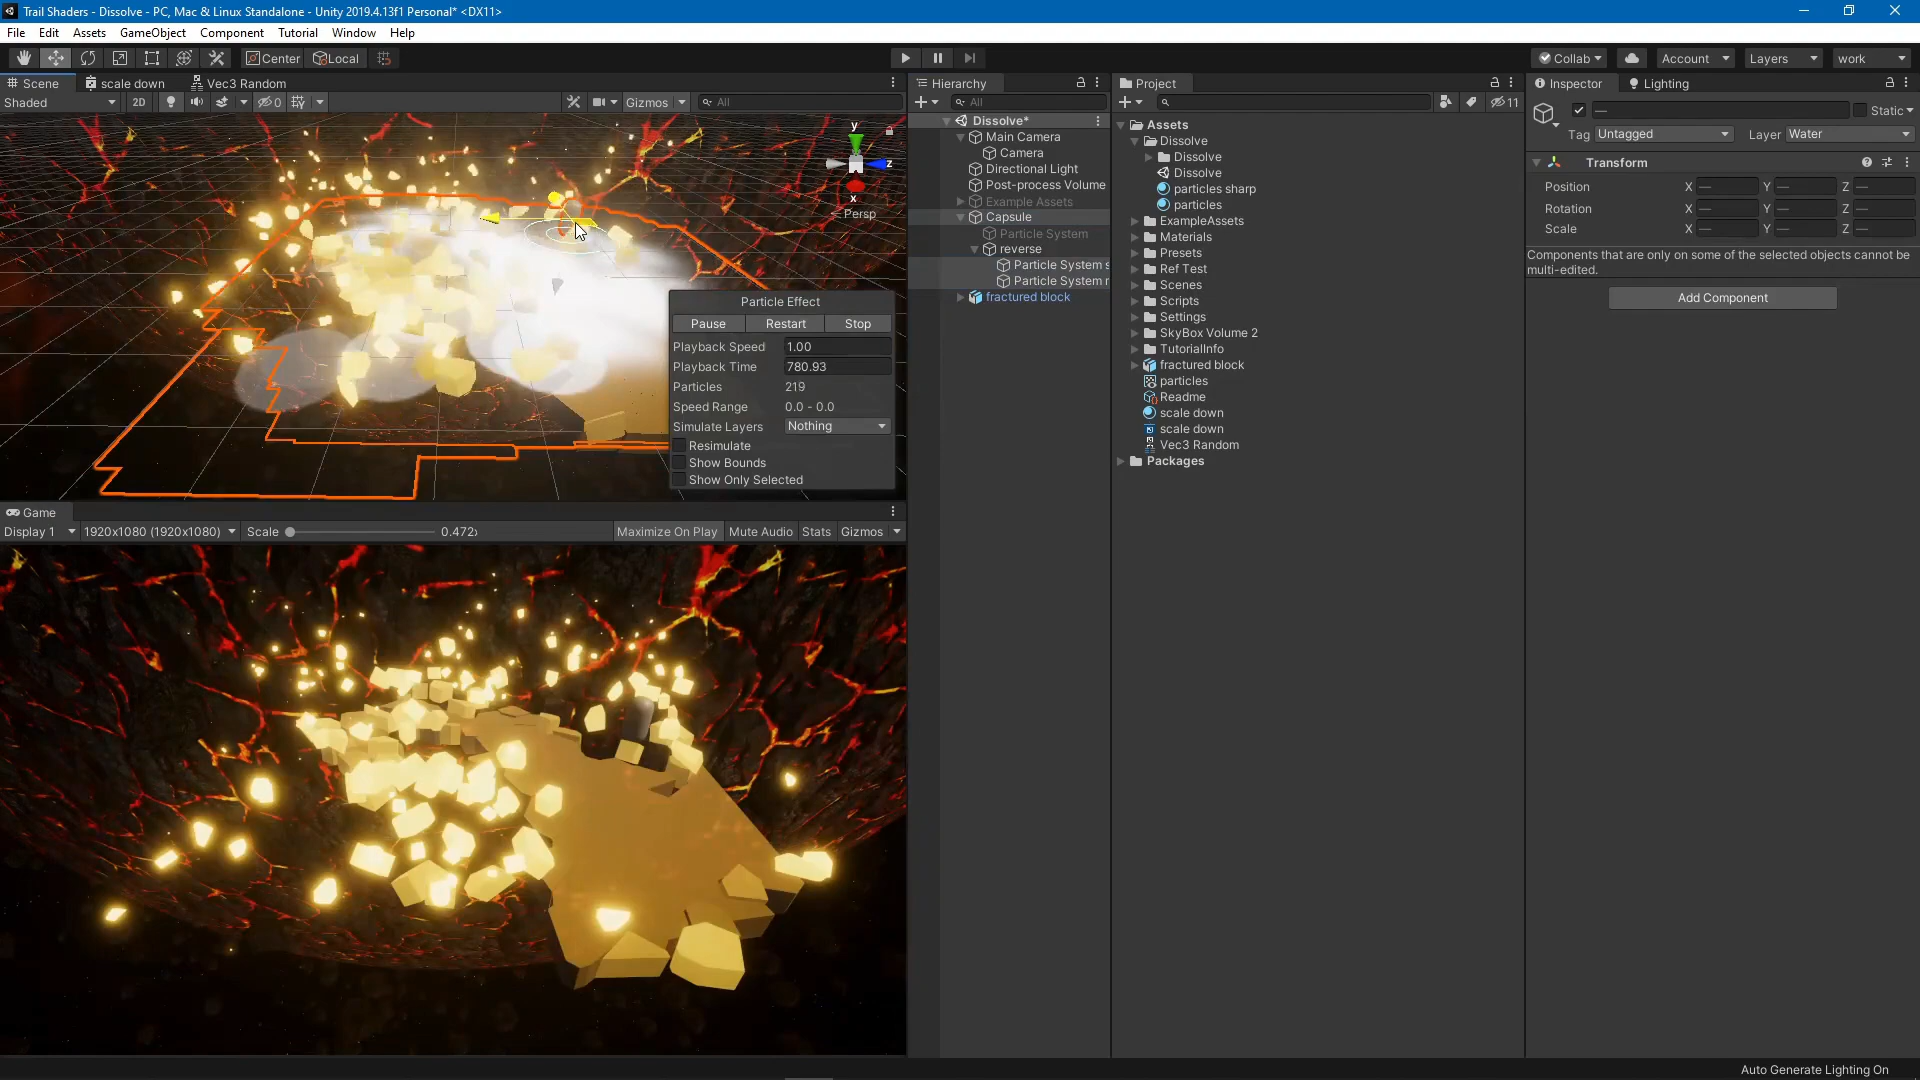 Trail Shaders - Dissolve - PC, Mac & Linux Standalone - Unity 2019.4.13f1 Personal* <DX11>
File Edit Assets GameObject Component Tutorial Window Help
Center Local Collab Account Layers work
Scene scale down Vec3 Random
Shaded 2D 0 Gizmos All
y
z
x
Persp
Particle Effect
Pause Restart Stop
Playback Speed 1.00
Playback Time 780.93
Particles 219
Speed Range 0.0 - 0.0
Simulate Layers Nothing
Resimulate
Show Bounds
Show Only Selected
Game
Display 1 1920x1080 (1920x1080) Scale 0.472x Maximize On Play Mute Audio Stats Gizmos
Hierarchy
All
Dissolve*
Main Camera
Camera
Directional Light
Post-process Volume
Example Assets
Capsule
Particle System
reverse
Particle System s
Particle System r
fractured block
Project
11
Assets
Dissolve
Dissolve
Dissolve
particles sharp
particles
ExampleAssets
Materials
Presets
Ref Test
Scenes
Scripts
Settings
SkyBox Volume 2
TutorialInfo
fractured block
particles
Readme
scale down
scale down
Vec3 Random
Packages
Inspector Lighting
— Static
Tag Untagged Layer Water
Transform
Position X — Y — Z —
Rotation X — Y — Z —
Scale X — Y — Z —
Components that are only on some of the selected objects cannot be
multi-edited.
Add Component
Auto Generate Lighting On